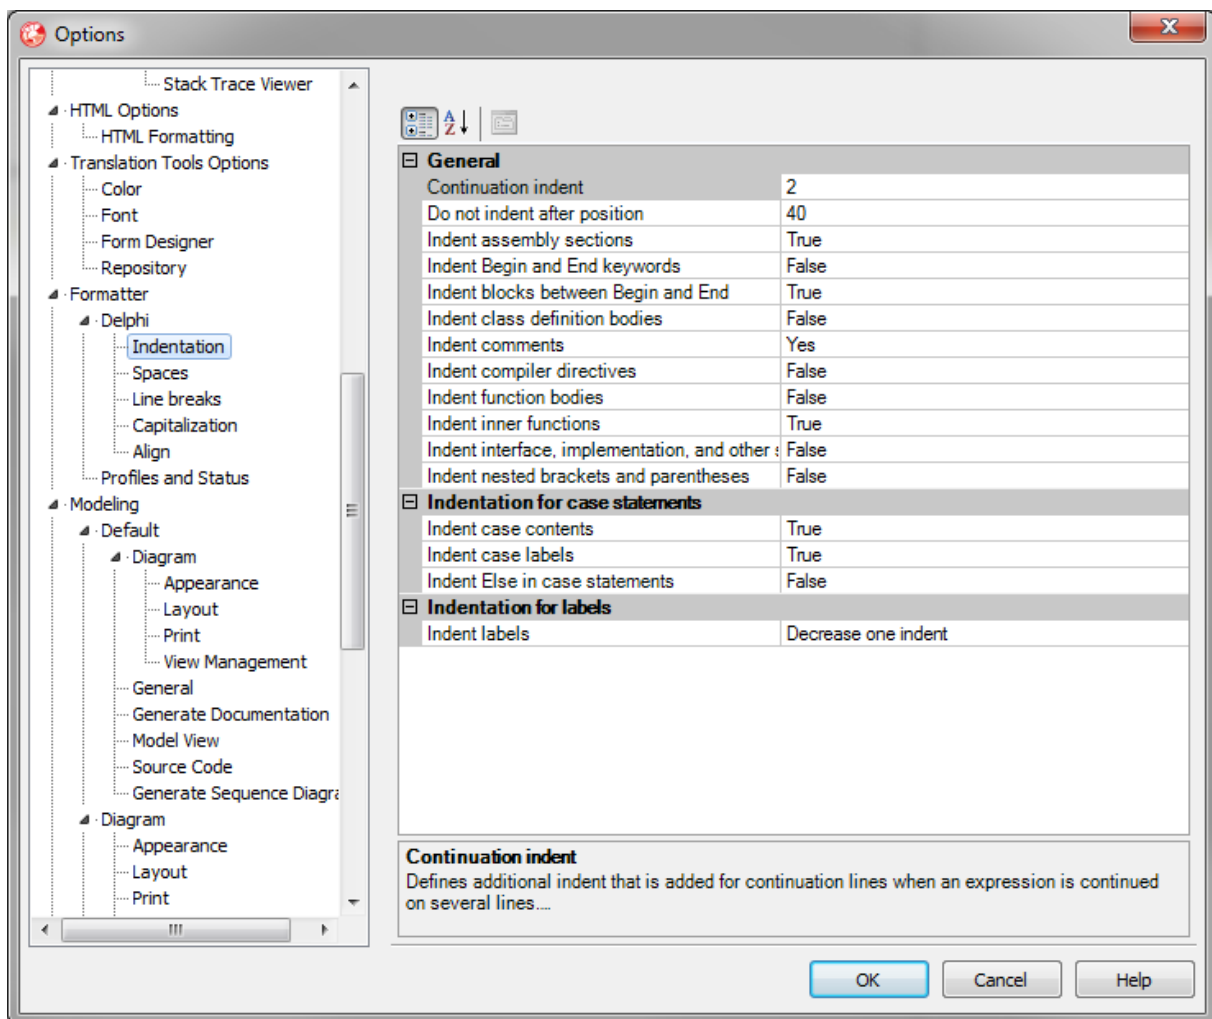 Options
Stack Trace Viewer
HTML Options
HTML Formatting
Translation Tools Options
Color
Font
Form Designer
Repository
Formatter
Delphi
Indentation
Spaces
Line breaks
Capitalization
Align
Profiles and Status
Modeling
Default
Diagram
Appearance
Layout
Print
View Management
General
Generate Documentation
Model View
Source Code
Generate Sequence Diagra
Diagram
Appearance
Layout
Print
General
Continuation indent 2
Do not indent after position 40
Indent assembly sections True
Indent Begin and End keywords False
Indent blocks between Begin and End True
Indent class definition bodies False
Indent comments Yes
Indent compiler directives False
Indent function bodies False
Indent inner functions True
Indent interface, implementation, and other s False
Indent nested brackets and parentheses False
Indentation for case statements
Indent case contents True
Indent case labels True
Indent Else in case statements False
Indentation for labels
Indent labels Decrease one indent
Continuation indent
Defines additional indent that is added for continuation lines when an expression is continued
on several lines....
OK Cancel Help